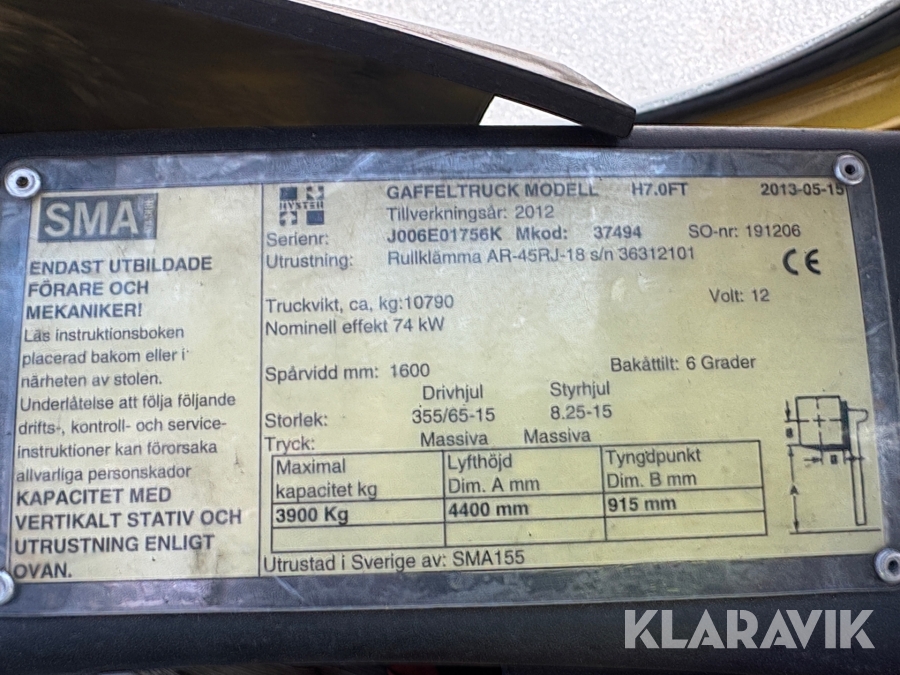 SMA
ENDAST UTBILDADE
FÖRARE OCH
MEKANIKER!
Läs instruktionsboken
placerad bakom eller i
närheten av stolen.
Underlåtelse att följa följande
drifts-, kontroll- och service-
instruktioner kan förorsaka
allvarliga personskador
KAPACITET MED
VERTIKALT STATIV OCH
UTRUSTNING ENLIGT
OVAN.
HYSTER
GAFFELTRUCK MODELL H7.0FT 2013-05-15
Tillverkningsår: 2012
Serienr: J006E01756K Mkod: 37494 SO-nr: 191206
Utrustning: Rullklämma AR-45RJ-18 s/n 36312101
CE
Truckvikt, ca, kg:10790 Volt: 12
Nominell effekt 74 kW
Spårvidd mm: 1600 Bakåttilt: 6 Grader
Drivhjul Styrhjul
Storlek: 355/65-15 8.25-15
Tryck: Massiva Massiva
Maximal Lyfthöjd Tyngdpunkt
kapacitet kg Dim. A mm Dim. B mm
3900 Kg 4400 mm 915 mm
B
B
A
Utrustad i Sverige av: SMA155
KLARAVIK